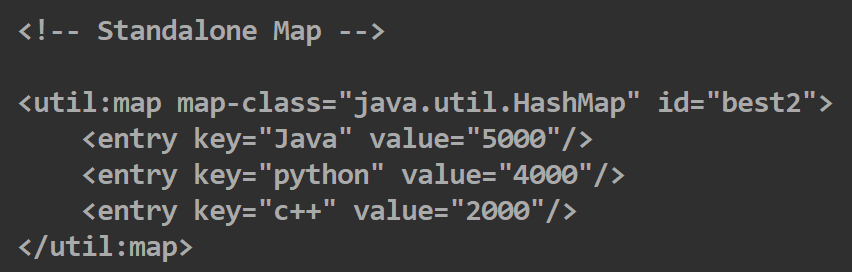 <!-- Standalone Map -->
<util:map map-class="java.util.HashMap" id="best2">
    <entry key="Java" value="5000"/>
    <entry key="python" value="4000"/>
    <entry key="c++" value="2000"/>
</util:map>